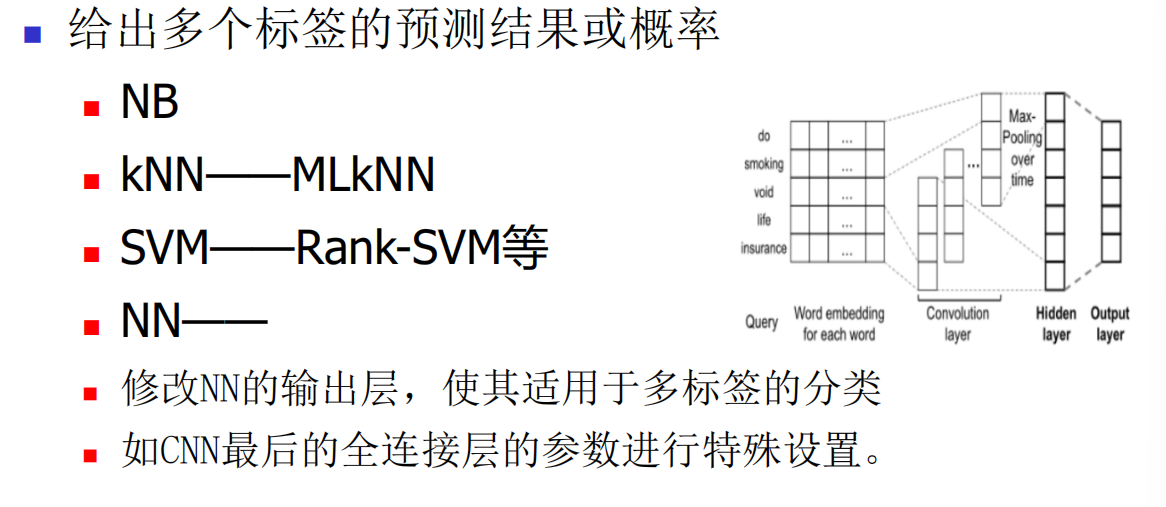 给出多个标签的预测结果或概率
NB
kNN——MLkNN
SVM——Rank-SVM等
NN——
修改NN的输出层，使其适用于多标签的分类
如CNN最后的全连接层的参数进行特殊设置。
do
smoking
void
life
insurance
...
...
...
...
...
...
Max-
Pooling
over
time
Query
Word embedding
for each word
Convolution
layer
Hidden
layer
Output
layer